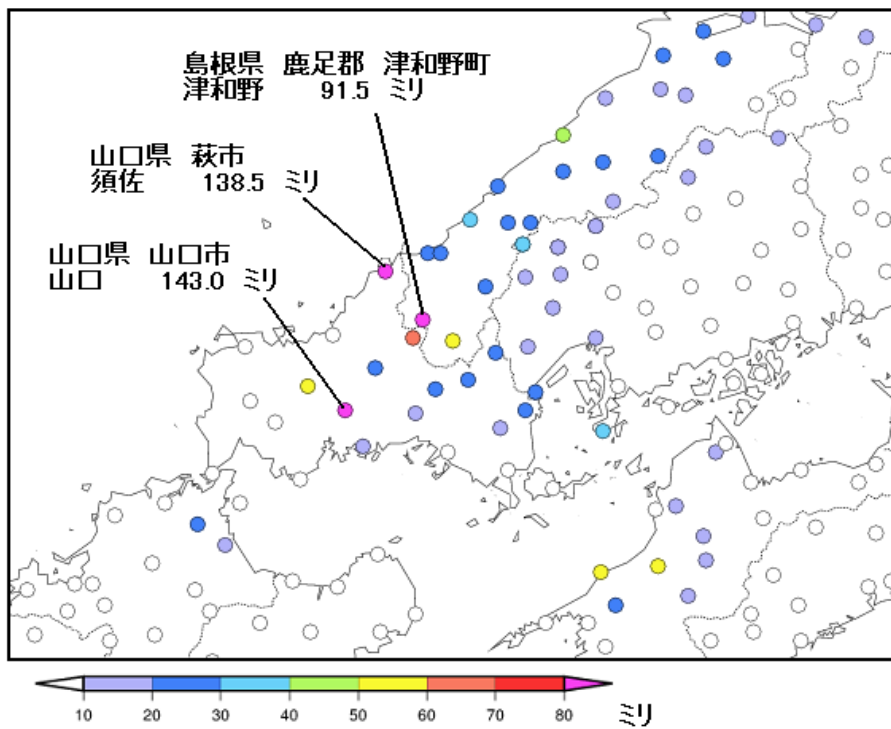 島根県 鹿足郡 津和野町
津和野 91.5 ミリ
山口県 萩市
須佐 138.5 ミリ
山口県 山口市
山口 143.0 ミリ
10 20 30 40 50 60 70 80 ミリ